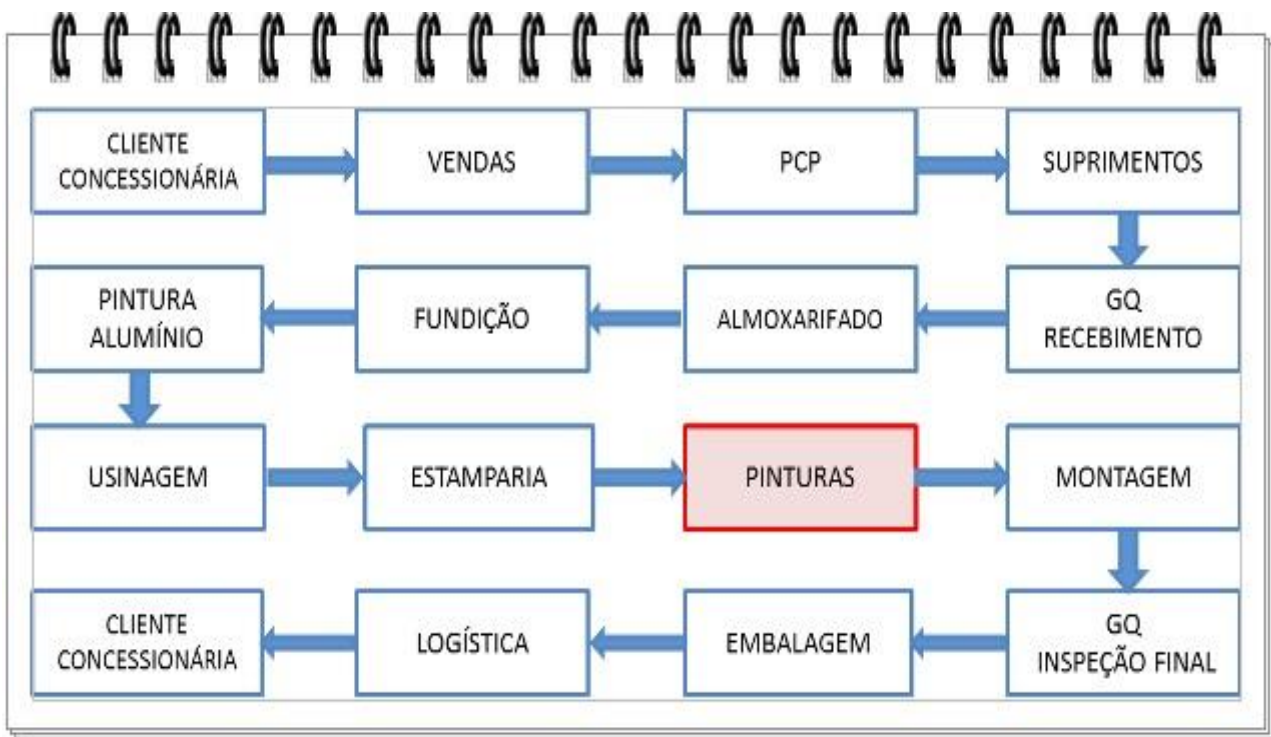 CLIENTE
CONCESSIONÁRIA
VENDAS
PCP
SUPRIMENTOS
PINTURA
ALUMÍNIO
FUNDIÇÃO
ALMOXARIFADO
GQ
RECEBIMENTO
USINAGEM
ESTAMPARIA
PINTURAS
MONTAGEM
CLIENTE
CONCESSIONÁRIA
LOGÍSTICA
EMBALAGEM
GQ
INSPEÇÃO FINAL